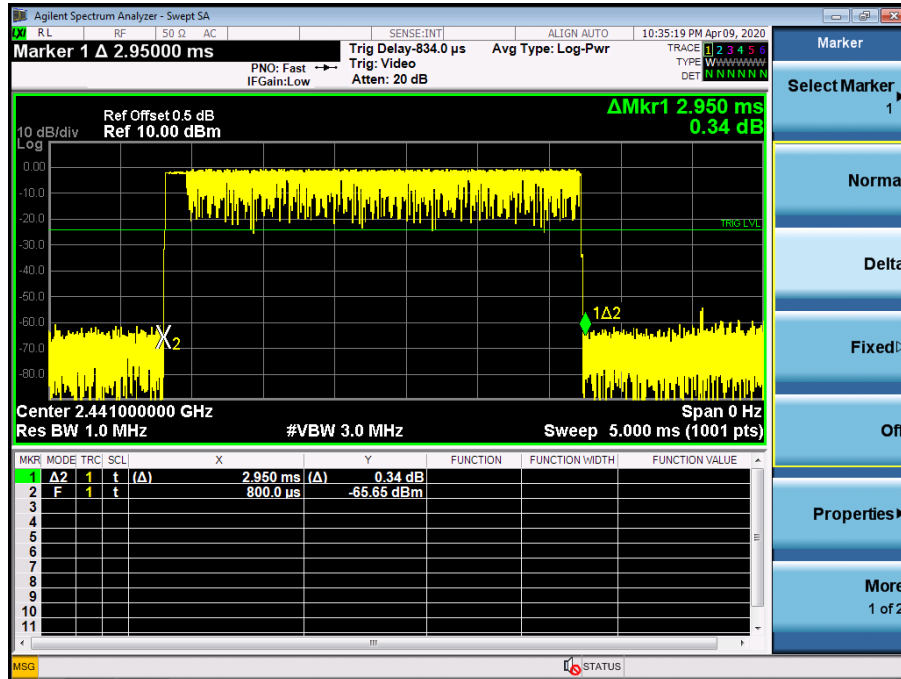 Agilent Spectrum Analyzer - Swept SA
LXI RL RF 50 Ω AC SENSE:INT ALIGN AUTO 10:35:19 PM Apr 09, 2020
Marker 1 Δ 2.95000 ms
Trig Delay-834.0 µs Avg Type: Log-Pwr TRACE 1 2 3 4 5 6
PNO: Fast Trig: Video TYPE WWWWWWW
IFGain:Low Atten: 20 dB DET N N N N N N
ΔMkr1 2.950 ms
0.34 dB
Ref Offset 0.5 dB
10 dB/div Ref 10.00 dBm
Log
0.00
-10.0
-20.0
TRIG LVL
-30.0
-40.0
-50.0
-60.0
1Δ2
2
-70.0
-80.0
Center 2.441000000 GHz Span 0 Hz
Res BW 1.0 MHz #VBW 3.0 MHz Sweep 5.000 ms (1001 pts)
MKR MODE TRC SCL X Y FUNCTION FUNCTION WIDTH FUNCTION VALUE
1 Δ2 1 t (Δ) 2.950 ms (Δ) 0.34 dB
2 F 1 t 800.0 µs -65.65 dBm
3
4
5
6
7
8
9
10
11
MSG STATUS
Marker
Select Marker
1
Norma
Delta
Fixed
Of
Properties
More
1 of 2